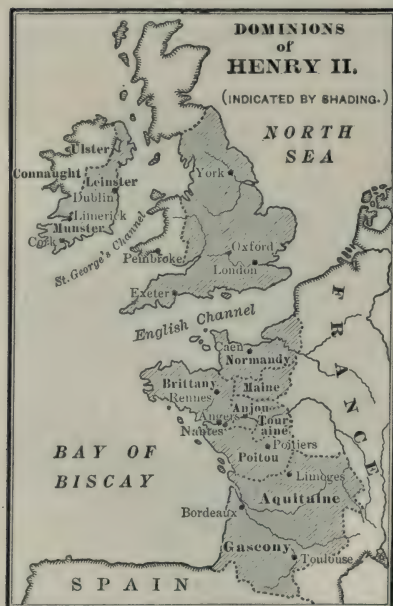 DOMINIONS
of
HENRY II.
(INDICATED BY SHADING.)
NORTH
SEA
Ulster
Connaught
Leinster
Dublin
Limerick
Munster
Cork
St. George's Channel
York
Pembroke
Oxford
London
Exeter
English Channel
Caen
Normandy
Brittany
Rennes
Maine
Angers
Anjou
Nantes
Tour
aine
Poitiers
Poitou
FRANCE
BAY OF
BISCAY
Limoges
Aquitaine
Bordeaux
Gascony
Toulouse
SPAIN